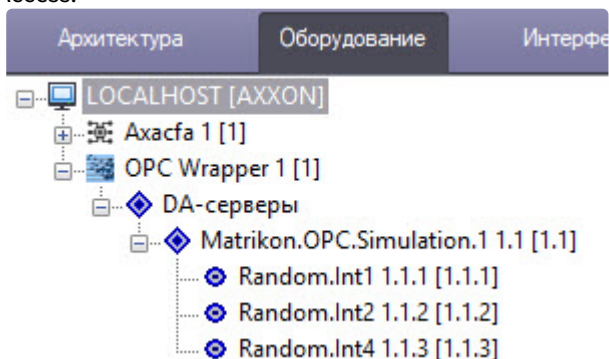 Архитектура Оборудование Интерфе
LOCALHOST [AXXON]
Axacfa 1 [1]
OPC Wrapper 1 [1]
DA-серверы
Matrikon.OPC.Simulation.1 1.1 [1.1]
Random.Int1 1.1.1 [1.1.1]
Random.Int2 1.1.2 [1.1.2]
Random.Int4 1.1.3 [1.1.3]